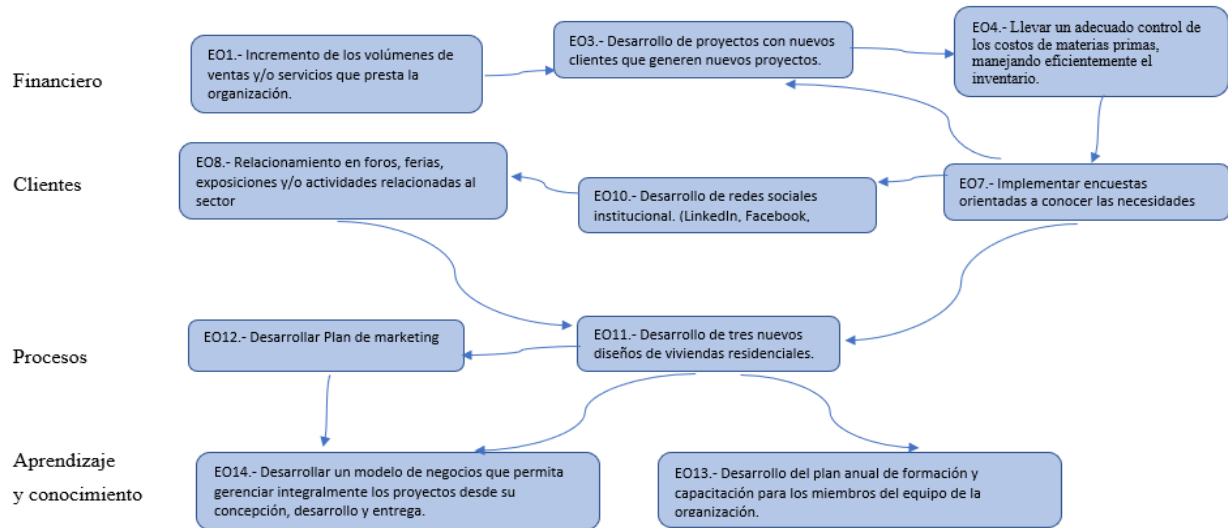 Financiero
EO1.- Incremento de los volúmenes de
ventas y/o servicios que presta la
organización.
EO3.- Desarrollo de proyectos con nuevos
clientes que generen nuevos proyectos.
EO4.- Llevar un adecuado control de
los costos de materias primas,
manejando eficientemente el
inventario.
Clientes
EO8.- Relacionamiento en foros, ferias,
exposiciones y/o actividades relacionadas al
sector
EO10.- Desarrollo de redes sociales
institucional. (LinkedIn, Facebook,
EO7.- Implementar encuestas
orientadas a conocer las necesidades
Procesos
EO12.- Desarrollar Plan de marketing
EO11.- Desarrollo de tres nuevos
diseños de viviendas residenciales.
Aprendizaje
y conocimiento
EO14.- Desarrollar un modelo de negocios que permita
gerenciar integralmente los proyectos desde su
concepción, desarrollo y entrega.
EO13.- Desarrollo del plan anual de formación y
capacitación para los miembros del equipo de la
organización.